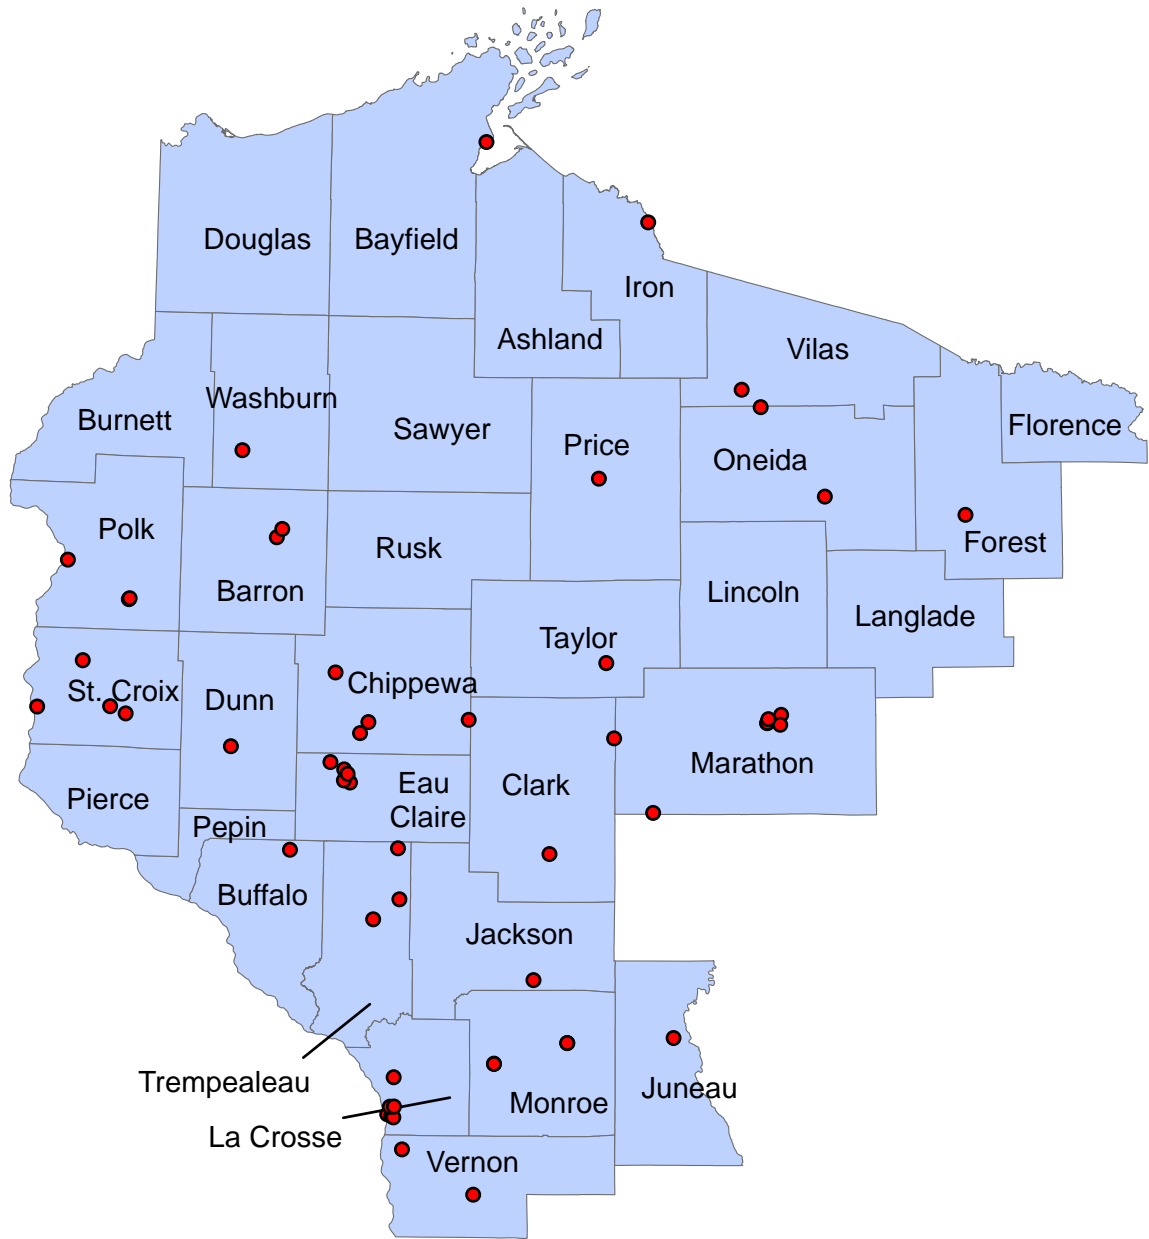 Douglas
Bayfield
Iron
Ashland
Vilas
Washburn
Burnett
Sawyer
Price
Oneida
Florence
Polk
Rusk
Forest
Barron
Lincoln
Langlade
Taylor
St. Croix
Dunn
Chippewa
Marathon
Pierce
Eau
Claire
Clark
Pepin
Buffalo
Jackson
Trempealeau
Monroe
Juneau
La Crosse
Vernon